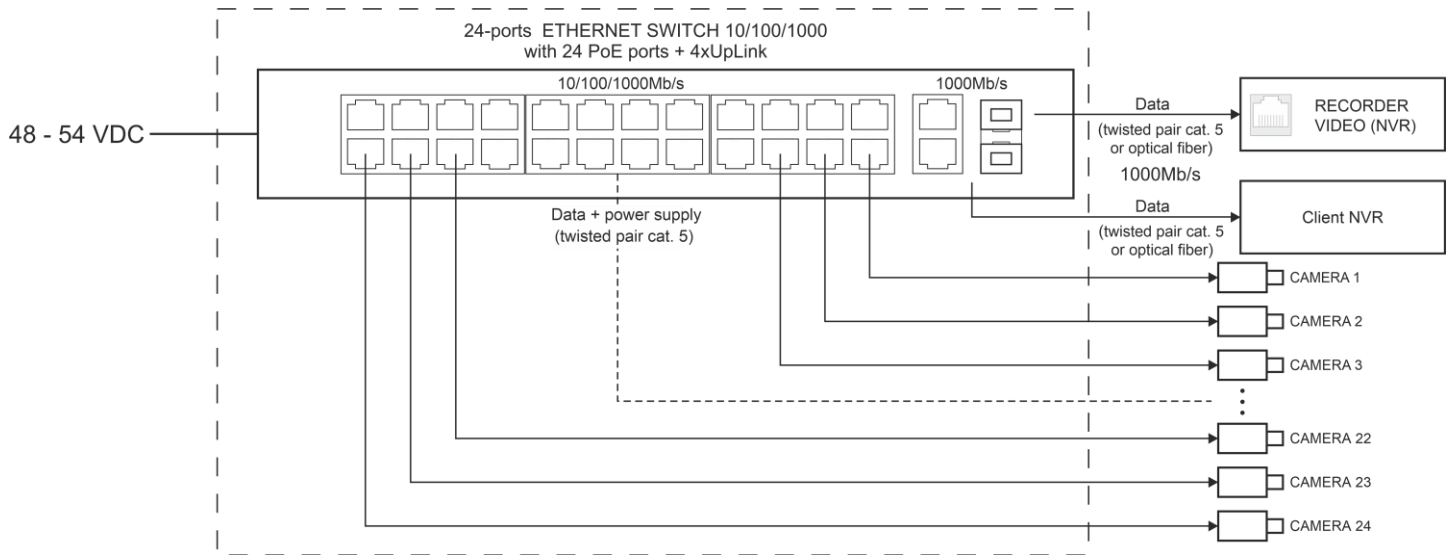 24-ports ETHERNET SWITCH 10/100/1000
with 24 PoE ports + 4xUpLink
10/100/1000Mb/s
1000Mb/s
48 - 54 VDC
Data
(twisted pair cat. 5
or optical fiber)
RECORDER
VIDEO (NVR)
1000Mb/s
Data + power supply
(twisted pair cat. 5)
Data
(twisted pair cat. 5
or optical fiber)
Client NVR
CAMERA 1
CAMERA 2
CAMERA 3
CAMERA 22
CAMERA 23
CAMERA 24